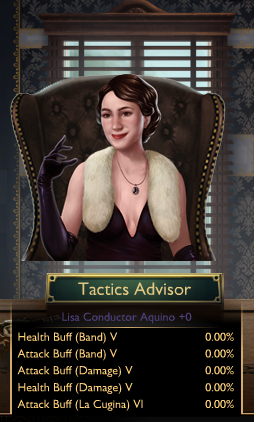 Tactics Advisor
Lisa Conductor Aquino +0
Health Buff (Band) V 0.00%
Attack Buff (Band) V 0.00%
Attack Buff (Damage) V 0.00%
Health Buff (Damage) V 0.00%
Attack Buff (La Cugina) VI 0.00%